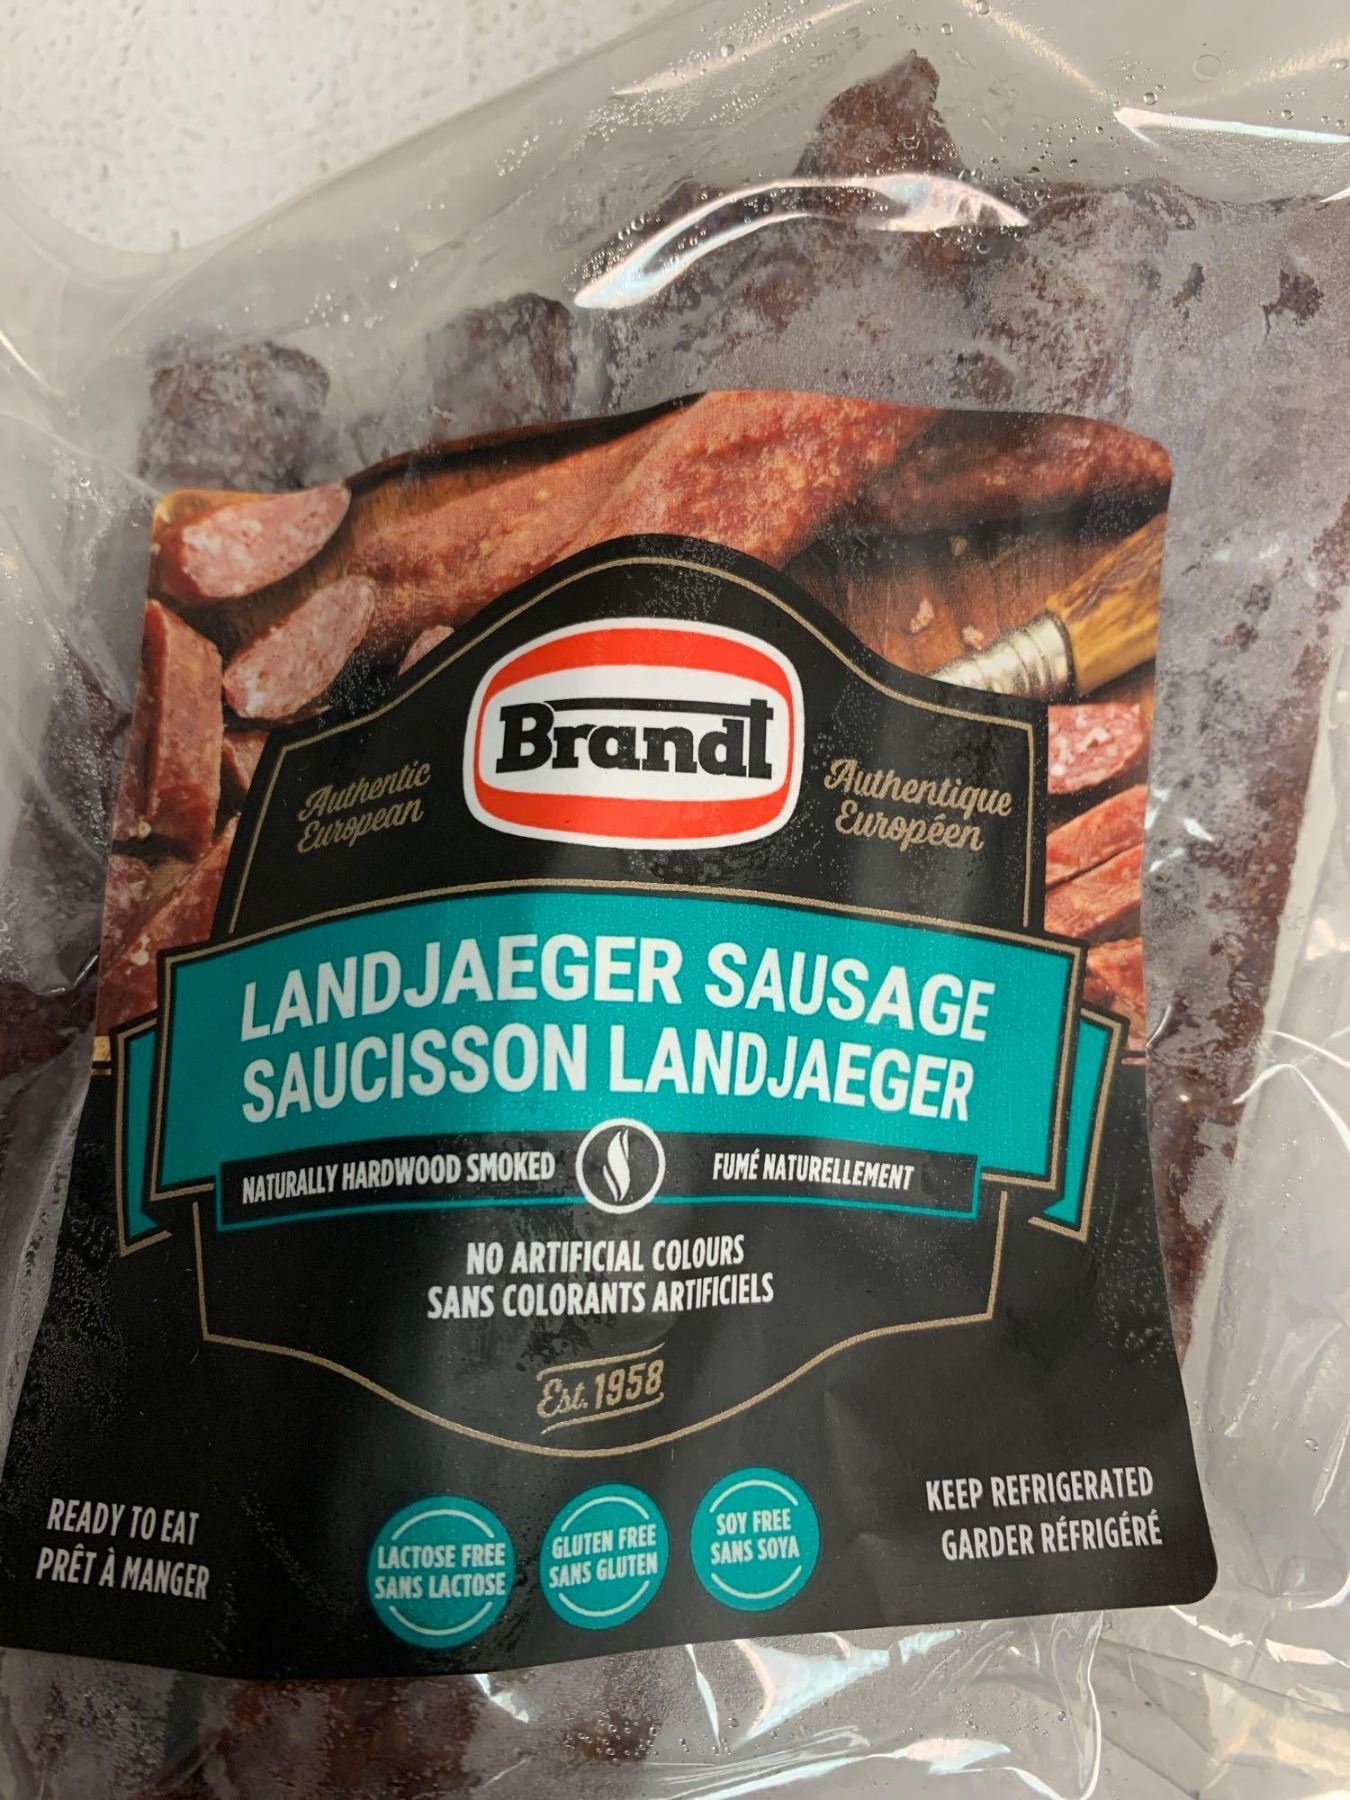 Brandt
Authentic
European
Authentique
Européen
LANDJAEGER SAUSAGE
SAUCISSON LANDJAEGER
NATURALLY HARDWOOD SMOKED
FUMÉ NATURELLEMENT
NO ARTIFICIAL COLOURS
SANS COLORANTS ARTIFICIELS
Est. 1958
READY TO EAT
PRÊT À MANGER
LACTOSE FREE
SANS LACTOSE
GLUTEN FREE
SANS GLUTEN
SOY FREE
SANS SOYA
KEEP REFRIGERATED
GARDER RÉFRIGÉRÉ